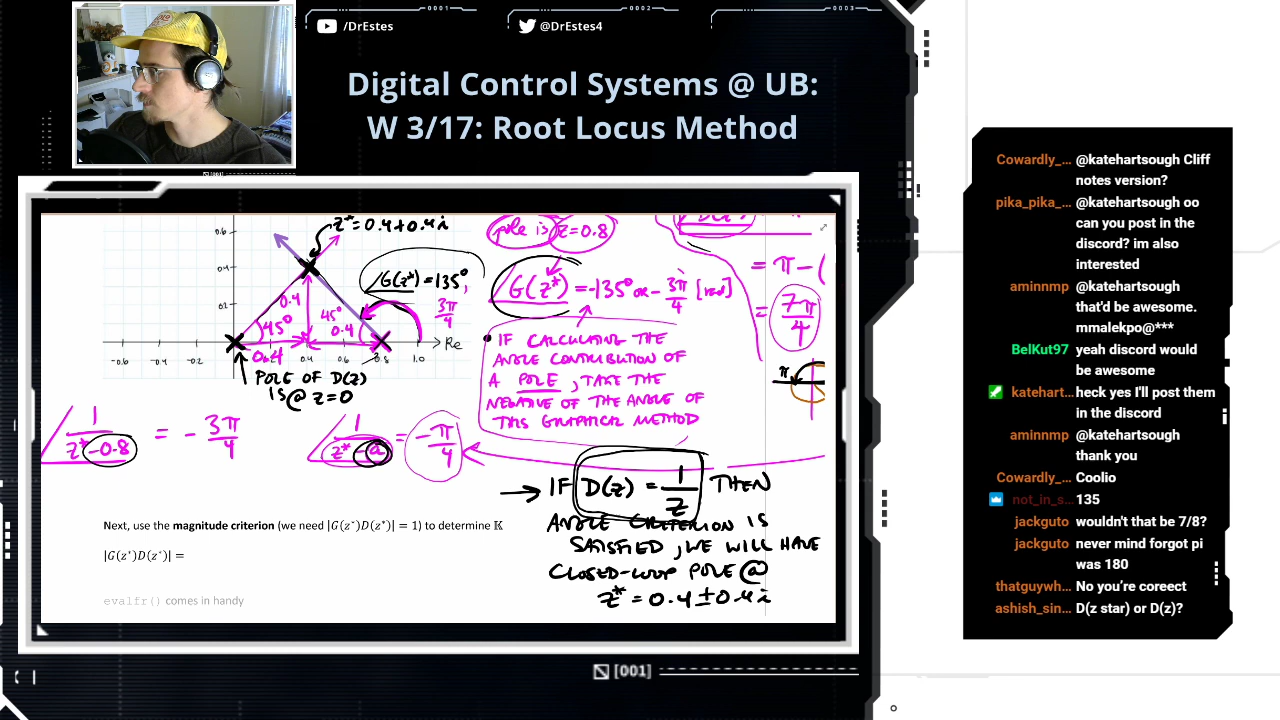 /DrEstes
@DrEstes4
0001
0002
0003
Digital Control Systems @ UB:
W 3/17: Root Locus Method
[001]
z* = 0.4+0.4i
pole is z=0.8
0.6
0.4
0.2
-0.6 -0.4 -0.2 0.4 0.6 0.8 1.0 Re
0.4
45°
45°
0.4
0.4
∠G(z*) = 135°,
3π/4
∠G(z*) = -135° or -3π/4 [rad]
= π - (
= 7π/4
π
POLE OF D(z)
IS @ z=0
• IF CALCULATING THE
ANGLE CONTRIBUTION OF
A POLE, TAKE THE
NEGATIVE OF THE ANGLE OF
THIS GRAPHICAL METHOD
∠ 1/(z*-0.8) = -3π/4
∠ 1/(z*-a) = -π/4
→ IF D(z) = 1/z THEN
ANGLE CRITERION IS
SATISFIED, WE WILL HAVE
CLOSED-LOOP POLE @
z* = 0.4 ± 0.4i
Next, use the magnitude criterion (we need |G(z*)D(z*)| = 1) to determine K
|G(z*)D(z*)| =
evalfr() comes in handy
[001]
Cowardly_... @katehartsough Cliff
notes version?
pika_pika_... @katehartsough oo
can you post in the
discord? im also
interested
aminnmp @katehartsough
that'd be awesome.
mmalekpo@***
BelKut97 yeah discord would
be awesome
katehart... heck yes I'll post them
in the discord
aminnmp @katehartsough
thank you
Cowardly_... Coolio
not_in_s... 135
jackguto wouldn't that be 7/8?
jackguto never mind forgot pi
was 180
thatguywh... No you're coreect
ashish_sin... D(z star) or D(z)?